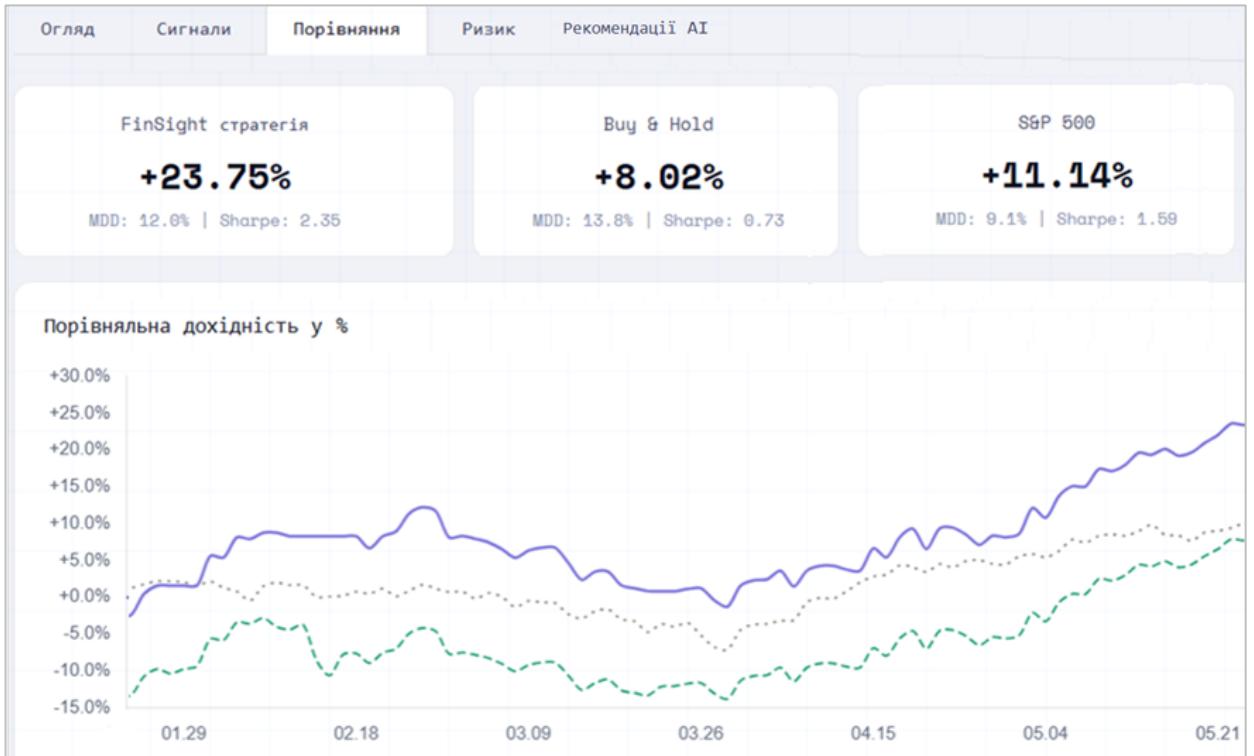 Огляд Сигнали Порівняння Ризик Рекомендації AI
FinSight стратегія
+23.75%
MDD: 12.0% | Sharpe: 2.35
Buy & Hold
+8.02%
MDD: 13.8% | Sharpe: 0.73
S&P 500
+11.14%
MDD: 9.1% | Sharpe: 1.59
Порівняльна дохідність у %
+30.0%
+25.0%
+20.0%
+15.0%
+10.0%
+5.0%
+0.0%
-5.0%
-10.0%
-15.0%
01.29 02.18 03.09 03.26 04.15 05.04 05.21